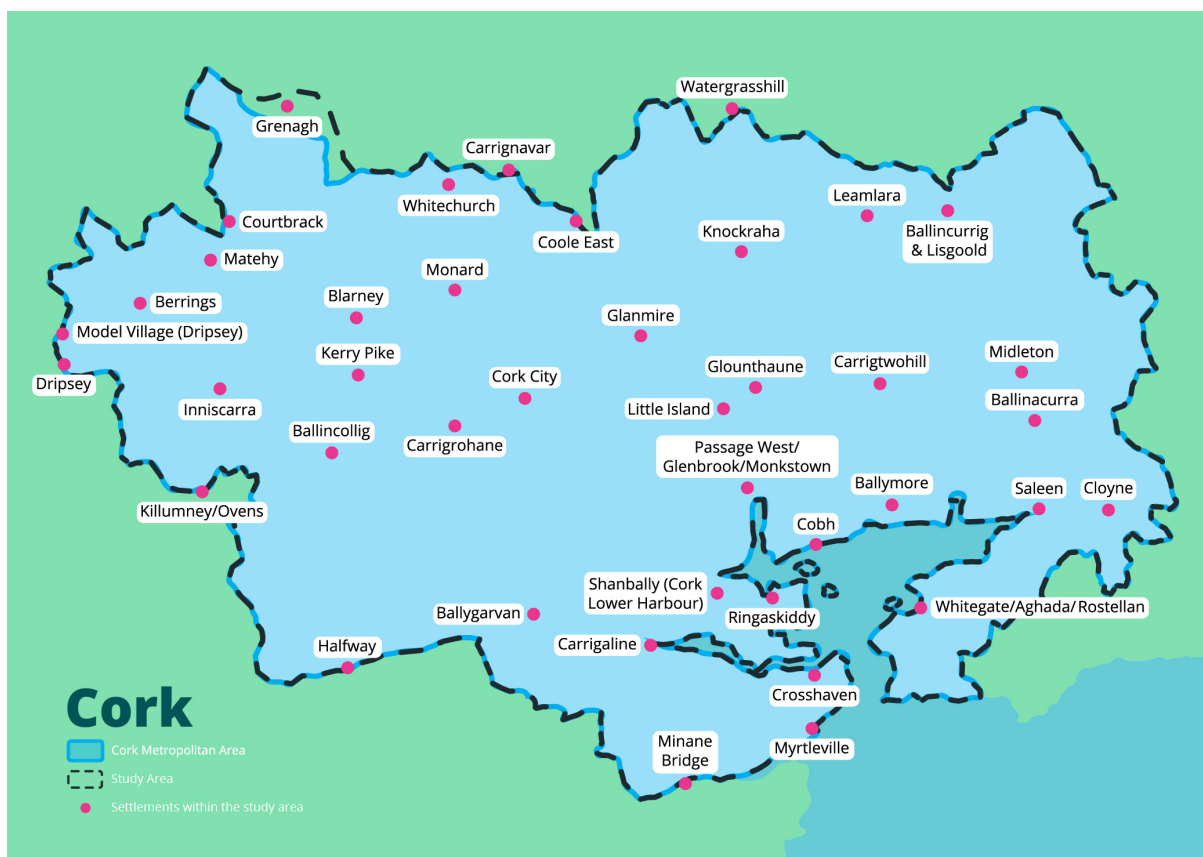 Watergrasshill
Grenagh
Carrignavar
Whitechurch
Leamlara
Courtbrack
Coole East
Knockraha
Ballincurrig
& Lisgoold
Matehy
Monard
Berrings
Blarney
Glanmire
Model Village (Dripsey)
Kerry Pike
Midleton
Dripsey
Cork City
Glounthaune
Carrigtwohill
Inniscarra
Little Island
Ballinacurra
Ballincollig
Carrigrohane
Passage West/
Glenbrook/Monkstown
Killumney/Ovens
Ballymore
Saleen
Cloyne
Cobh
Shanbally (Cork
Lower Harbour)
Ballygarvan
Ringaskiddy
Whitegate/Aghada/Rostellan
Halfway
Carrigaline
Crosshaven
Minane
Bridge
Myrtleville
Cork
Cork Metropolitan Area
Study Area
Settlements within the study area